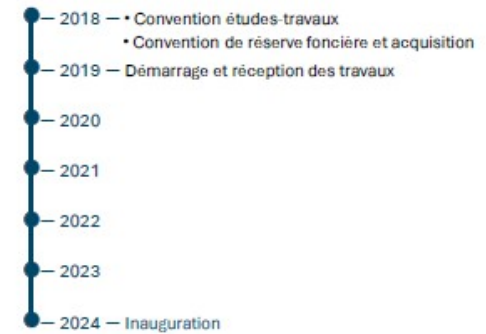 2018 — • Convention études-travaux
• Convention de réserve foncière et acquisition
2019 — Démarrage et réception des travaux
2020
2021
2022
2023
2024 — Inauguration